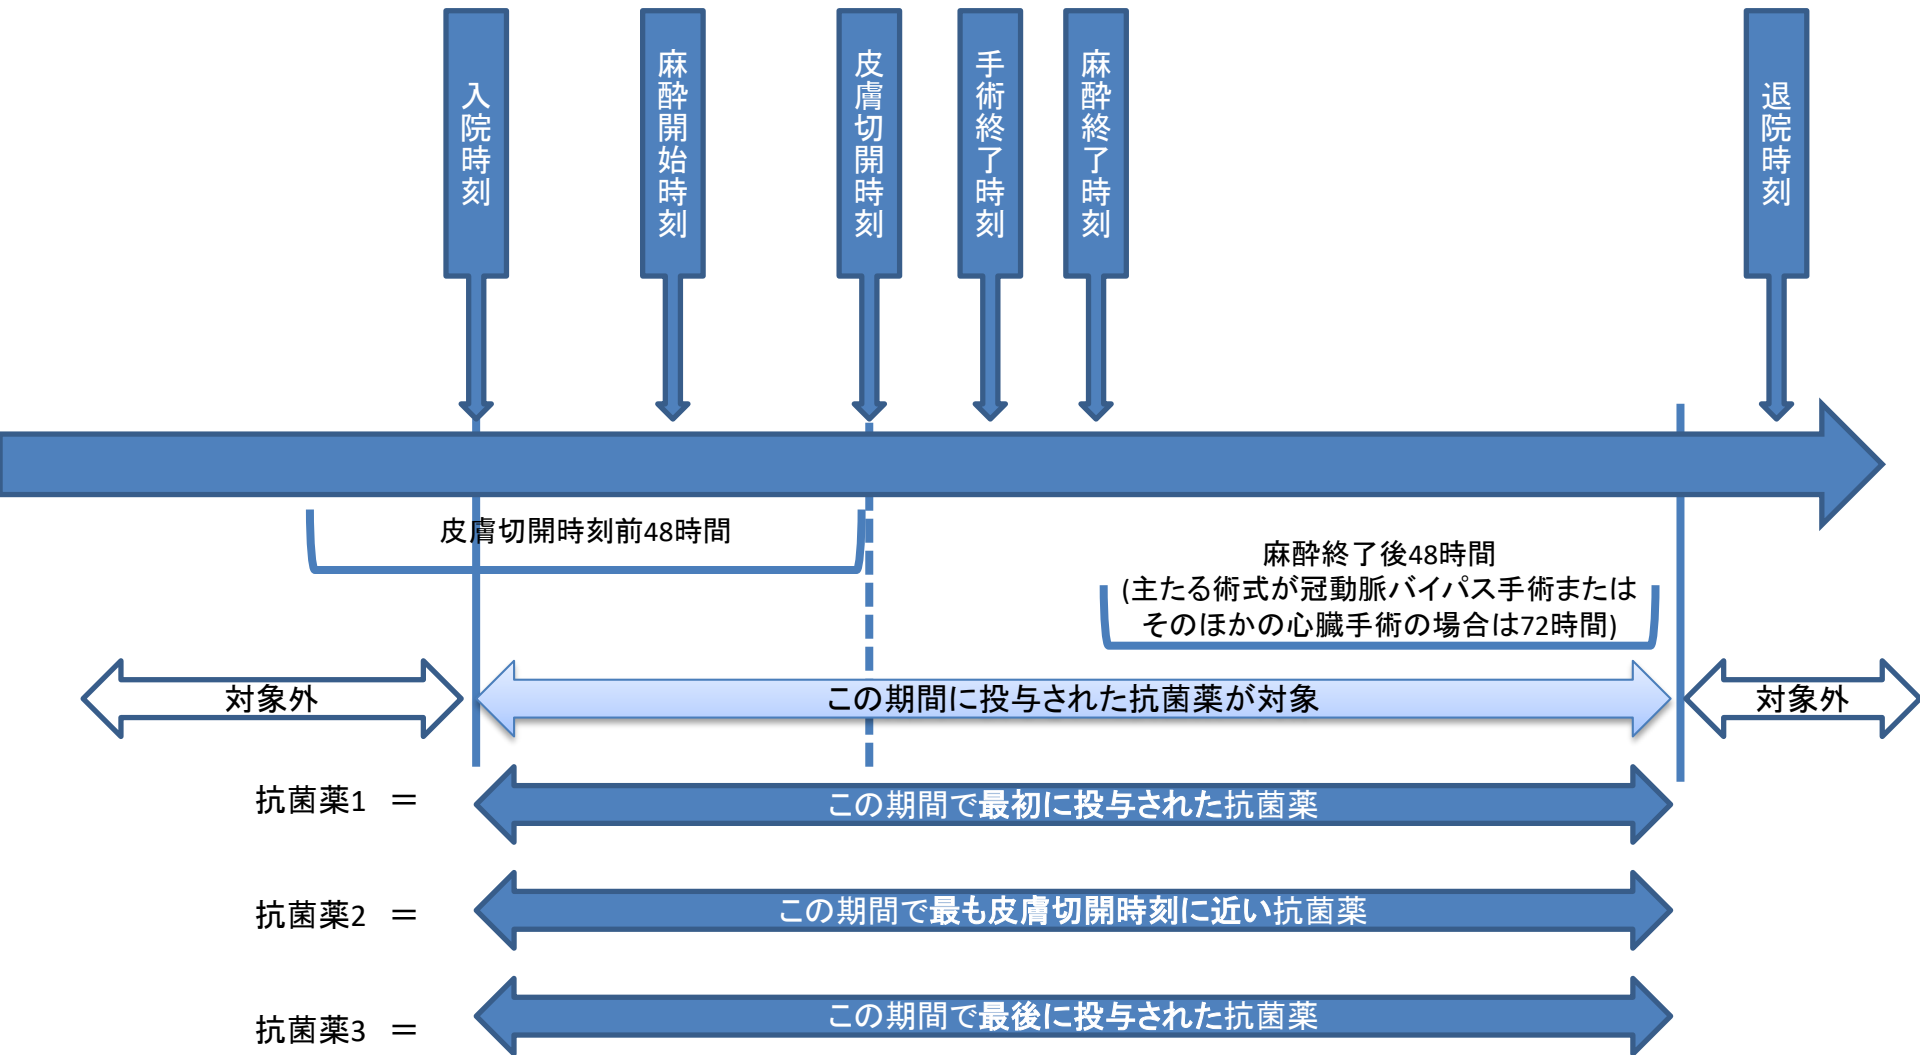 入院時刻
麻酔開始時刻
皮膚切開時刻
手術終了時刻
麻酔終了時刻
退院時刻
皮膚切開時刻前48時間
麻酔終了後48時間
(主たる術式が冠動脈バイパス手術または
そのほかの心臓手術の場合は72時間)
対象外
この期間に投与された抗菌薬が対象
対象外
抗菌薬1 ＝
この期間で最初に投与された抗菌薬
抗菌薬2 ＝
この期間で最も皮膚切開時刻に近い抗菌薬
抗菌薬3 ＝
この期間で最後に投与された抗菌薬